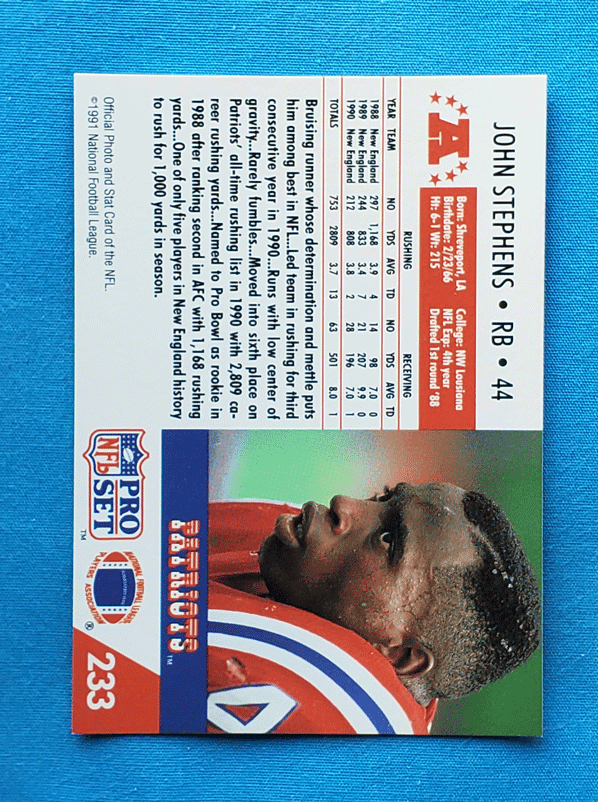 JOHN STEPHENS • RB • 44
A
Born: Shreveport, LA
Birthdate: 2/23/66
Ht: 6-1 Wt: 215
College: NW Lousiana
NFL Exp: 4th year
Drafted 1st round '88
RUSHING RECEIVING
YEAR TEAM NO YDS AVG TD NO YDS AVG TD
1988 New England 297 1,168 3.9 4 14 98 7.0 0
1989 New England 244 833 3.4 7 21 207 9.9 0
1990 New England 212 808 3.8 2 28 196 7.0 1
TOTALS 753 2809 3.7 13 63 501 8.0 1
Bruising runner whose determination and mettle puts
him among best in NFL...Led team in rushing for third
consecutive year in 1990...Runs with low center of
gravity...Rarely fumbles...Moved into sixth place on
Patriots' all-time rushing list in 1990 with 2,809 ca-
reer rushing yards...Named to Pro Bowl as rookie in
1988 after ranking second in AFC with 1,168 rushing
yards...One of only five players in New England history
to rush for 1,000 yards in season.
Official Photo and Stat Card of the NFL.
©1991 National Football League.
PATRIOTS™
4
PRO
NFL
SET™
NATIONAL FOOTBALL LEAGUE
PLAYERS ASSOCIATION®
233